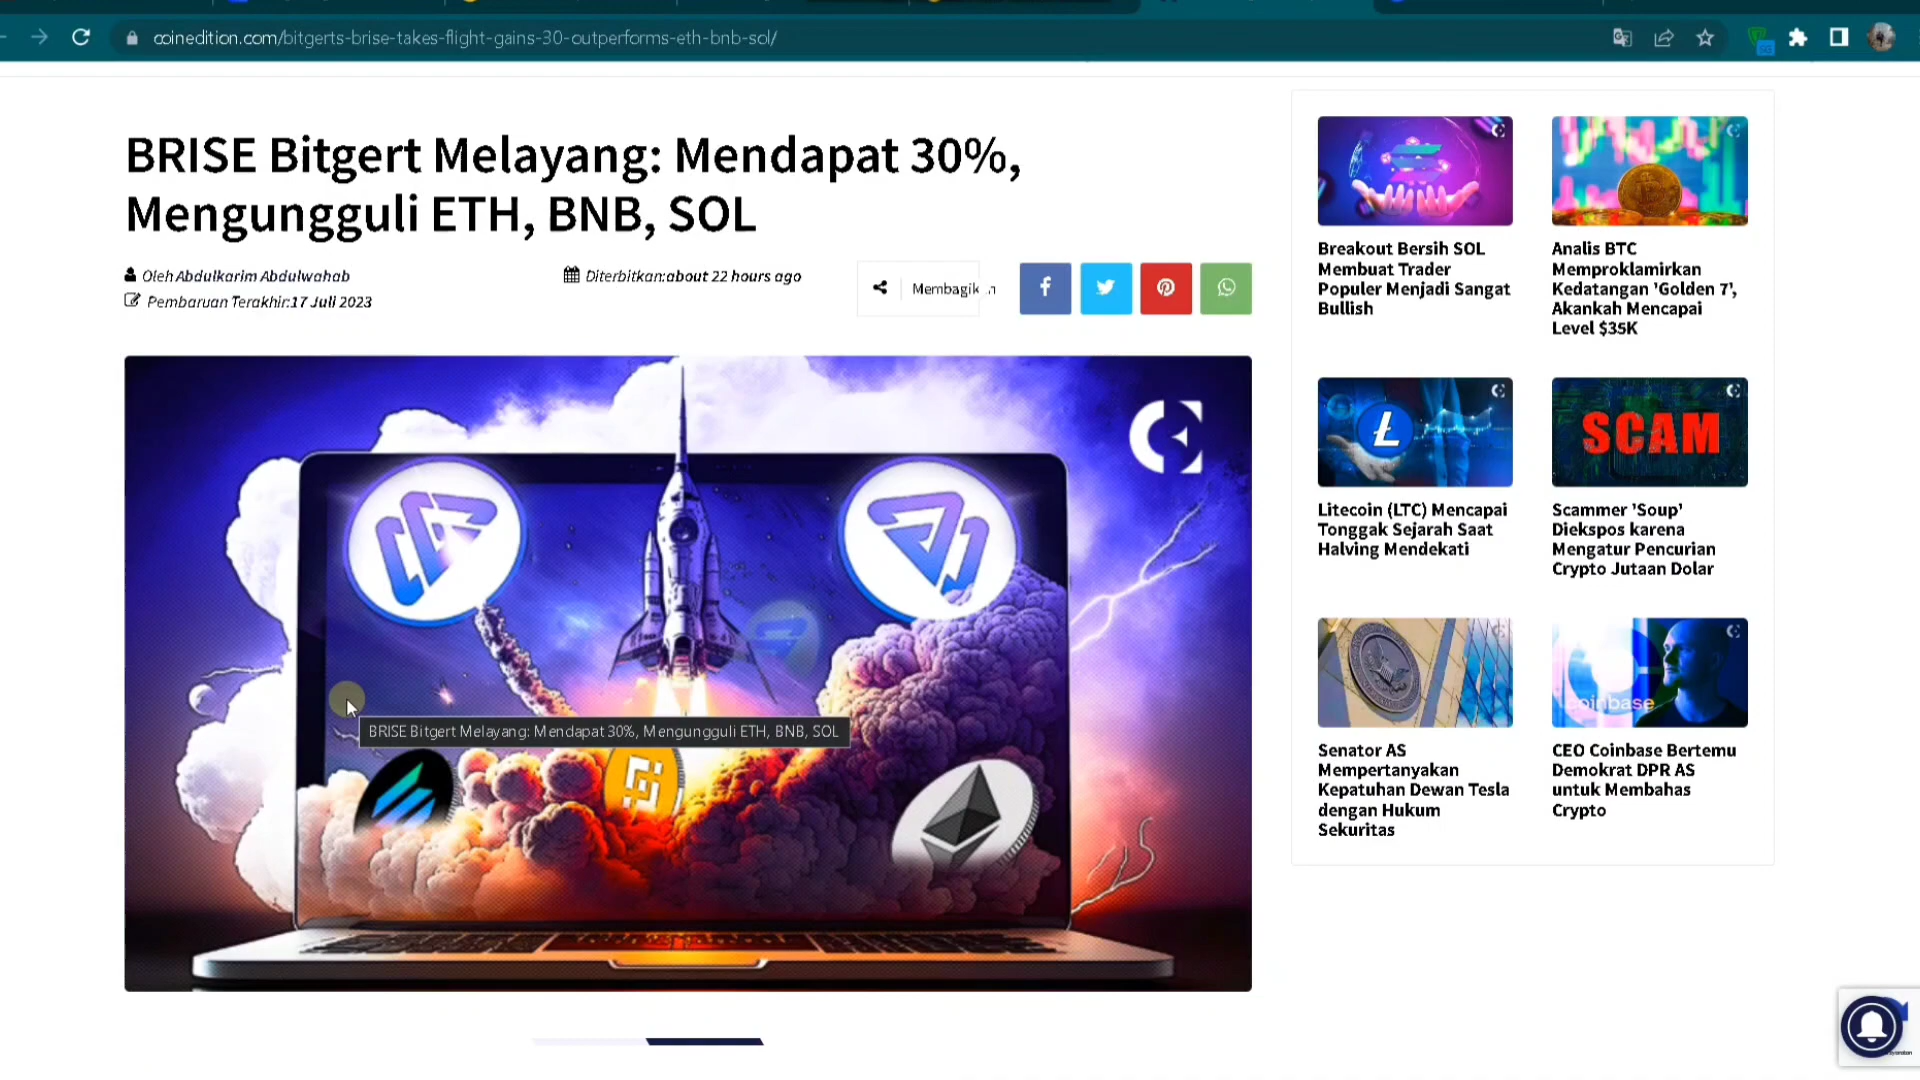 coinedition.com/bitgerts-brise-takes-flight-gains-30-outperforms-eth-bnb-sol/
BRISE Bitgert Melayang: Mendapat 30%,
Mengungguli ETH, BNB, SOL
Oleh Abdulkarim Abdulwahab
Diterbitkan:about 22 hours ago
Pembaruan Terakhir:17 Juli 2023
Membagik
BRISE Bitgert Melayang: Mendapat 30%, Mengungguli ETH, BNB, SOL
Breakout Bersih SOL
Membuat Trader
Populer Menjadi Sangat
Bullish
Analis BTC
Memproklamirkan
Kedatangan 'Golden 7',
Akankah Mencapai
Level $35K
Litecoin (LTC) Mencapai
Tonggak Sejarah Saat
Halving Mendekati
SCAM
Scammer 'Soup'
Diekspos karena
Mengatur Pencurian
Crypto Jutaan Dolar
Senator AS
Mempertanyakan
Kepatuhan Dewan Tesla
dengan Hukum
Sekuritas
coinbase
CEO Coinbase Bertemu
Demokrat DPR AS
untuk Membahas
Crypto